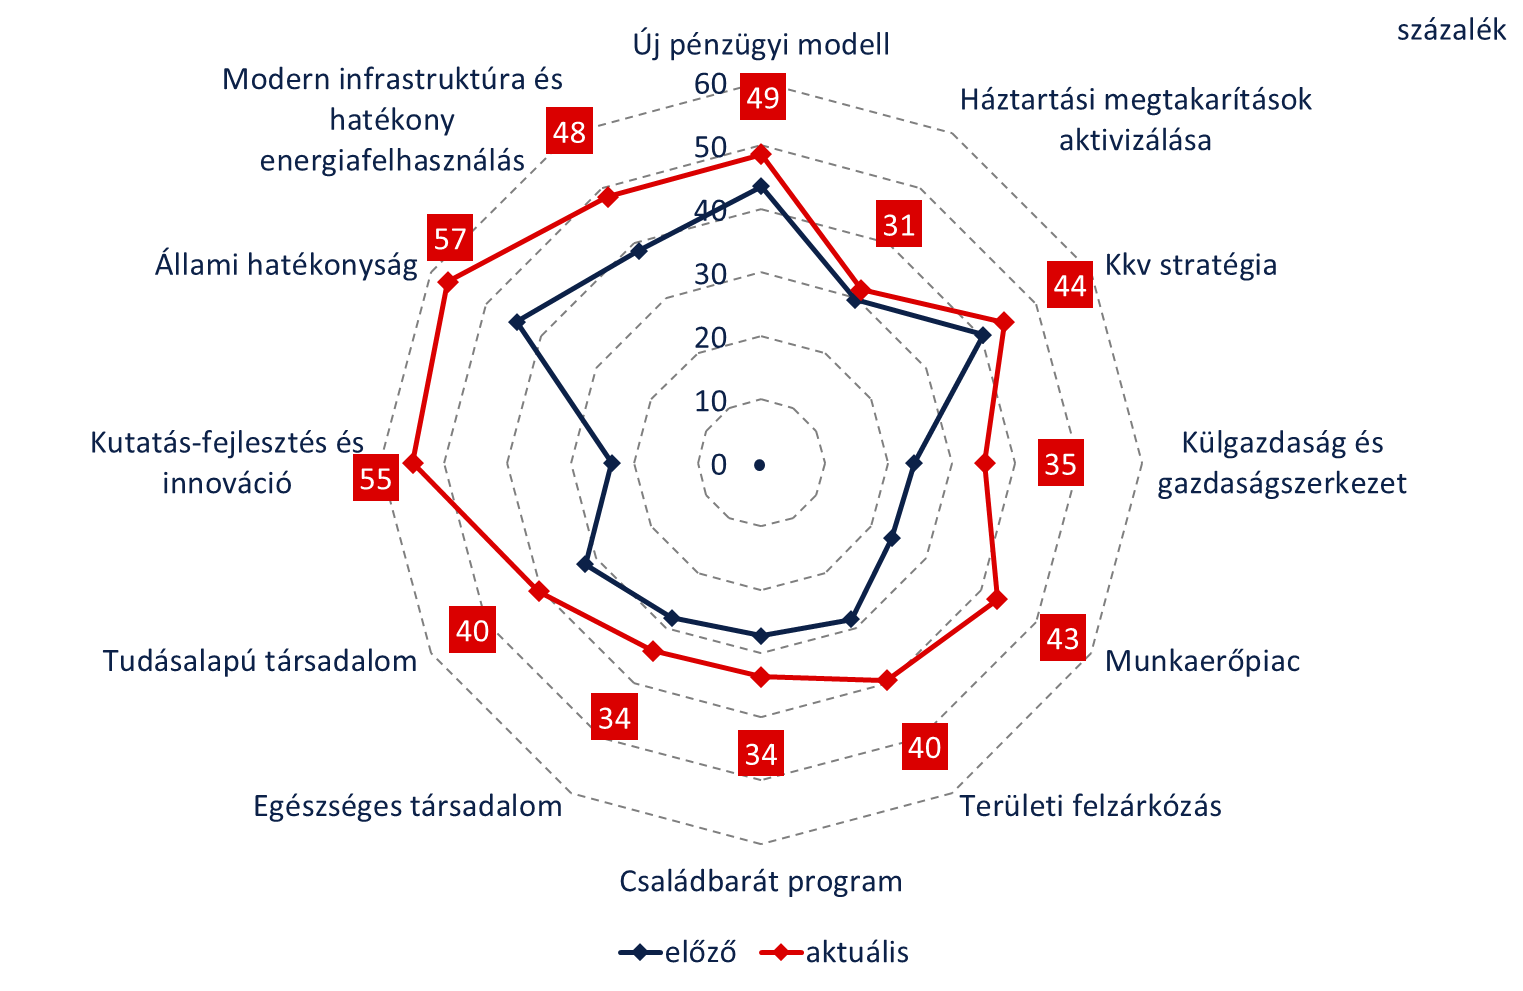 százalék
Új pénzügyi modell
Háztartási megtakarítások
aktivizálása
Kkv stratégia
Külgazdaság és
gazdaságszerkezet
Munkaerőpiac
Területi felzárkózás
Családbarát program
Egészséges társadalom
Tudásalapú társadalom
Kutatás-fejlesztés és
innováció
Állami hatékonyság
Modern infrastruktúra és
hatékony
energiafelhasználás
60
50
40
30
20
10
0
49
31
44
35
43
40
34
34
40
55
57
48
előző
aktuális